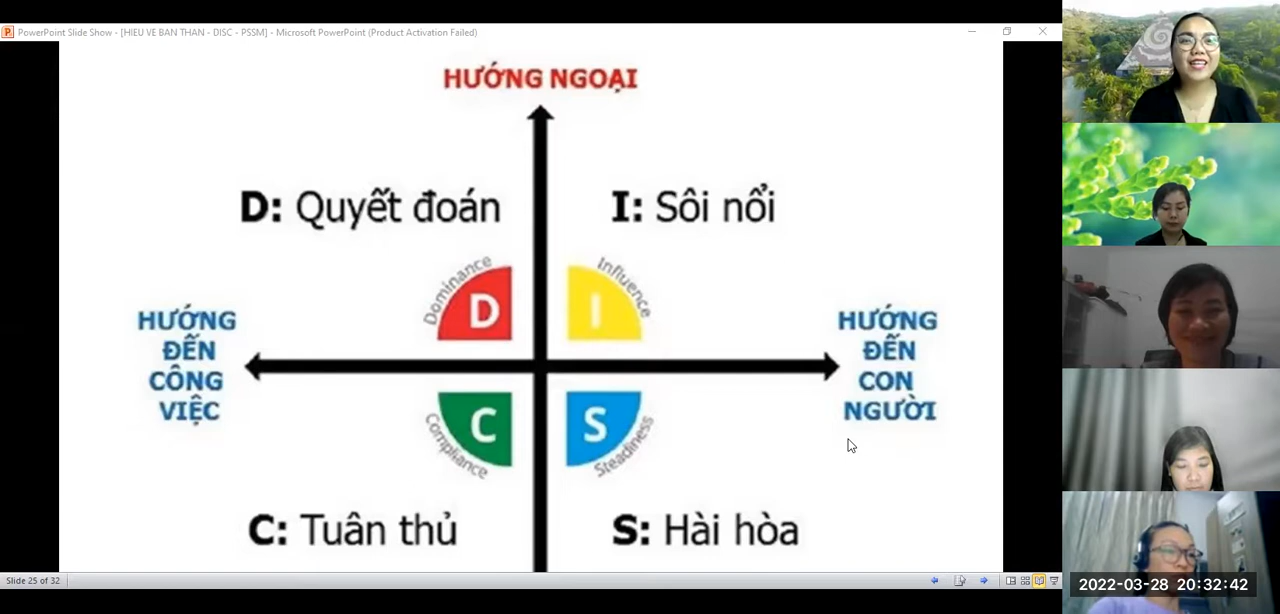 PowerPoint Slide Show - [HIEU VE BAN THAN - DISC - PSSM] - Microsoft PowerPoint (Product Activation Failed)
HƯỚNG NGOẠI
D: Quyết đoán
I: Sôi nổi
Dominance
D
Influence
I
HƯỚNG
ĐẾN
CÔNG
VIỆC
HƯỚNG
ĐẾN
CON
NGƯỜI
C
Compliance
S
Steadiness
C: Tuân thủ
S: Hài hòa
Slide 25 of 32
2022-03-28 20:32:42